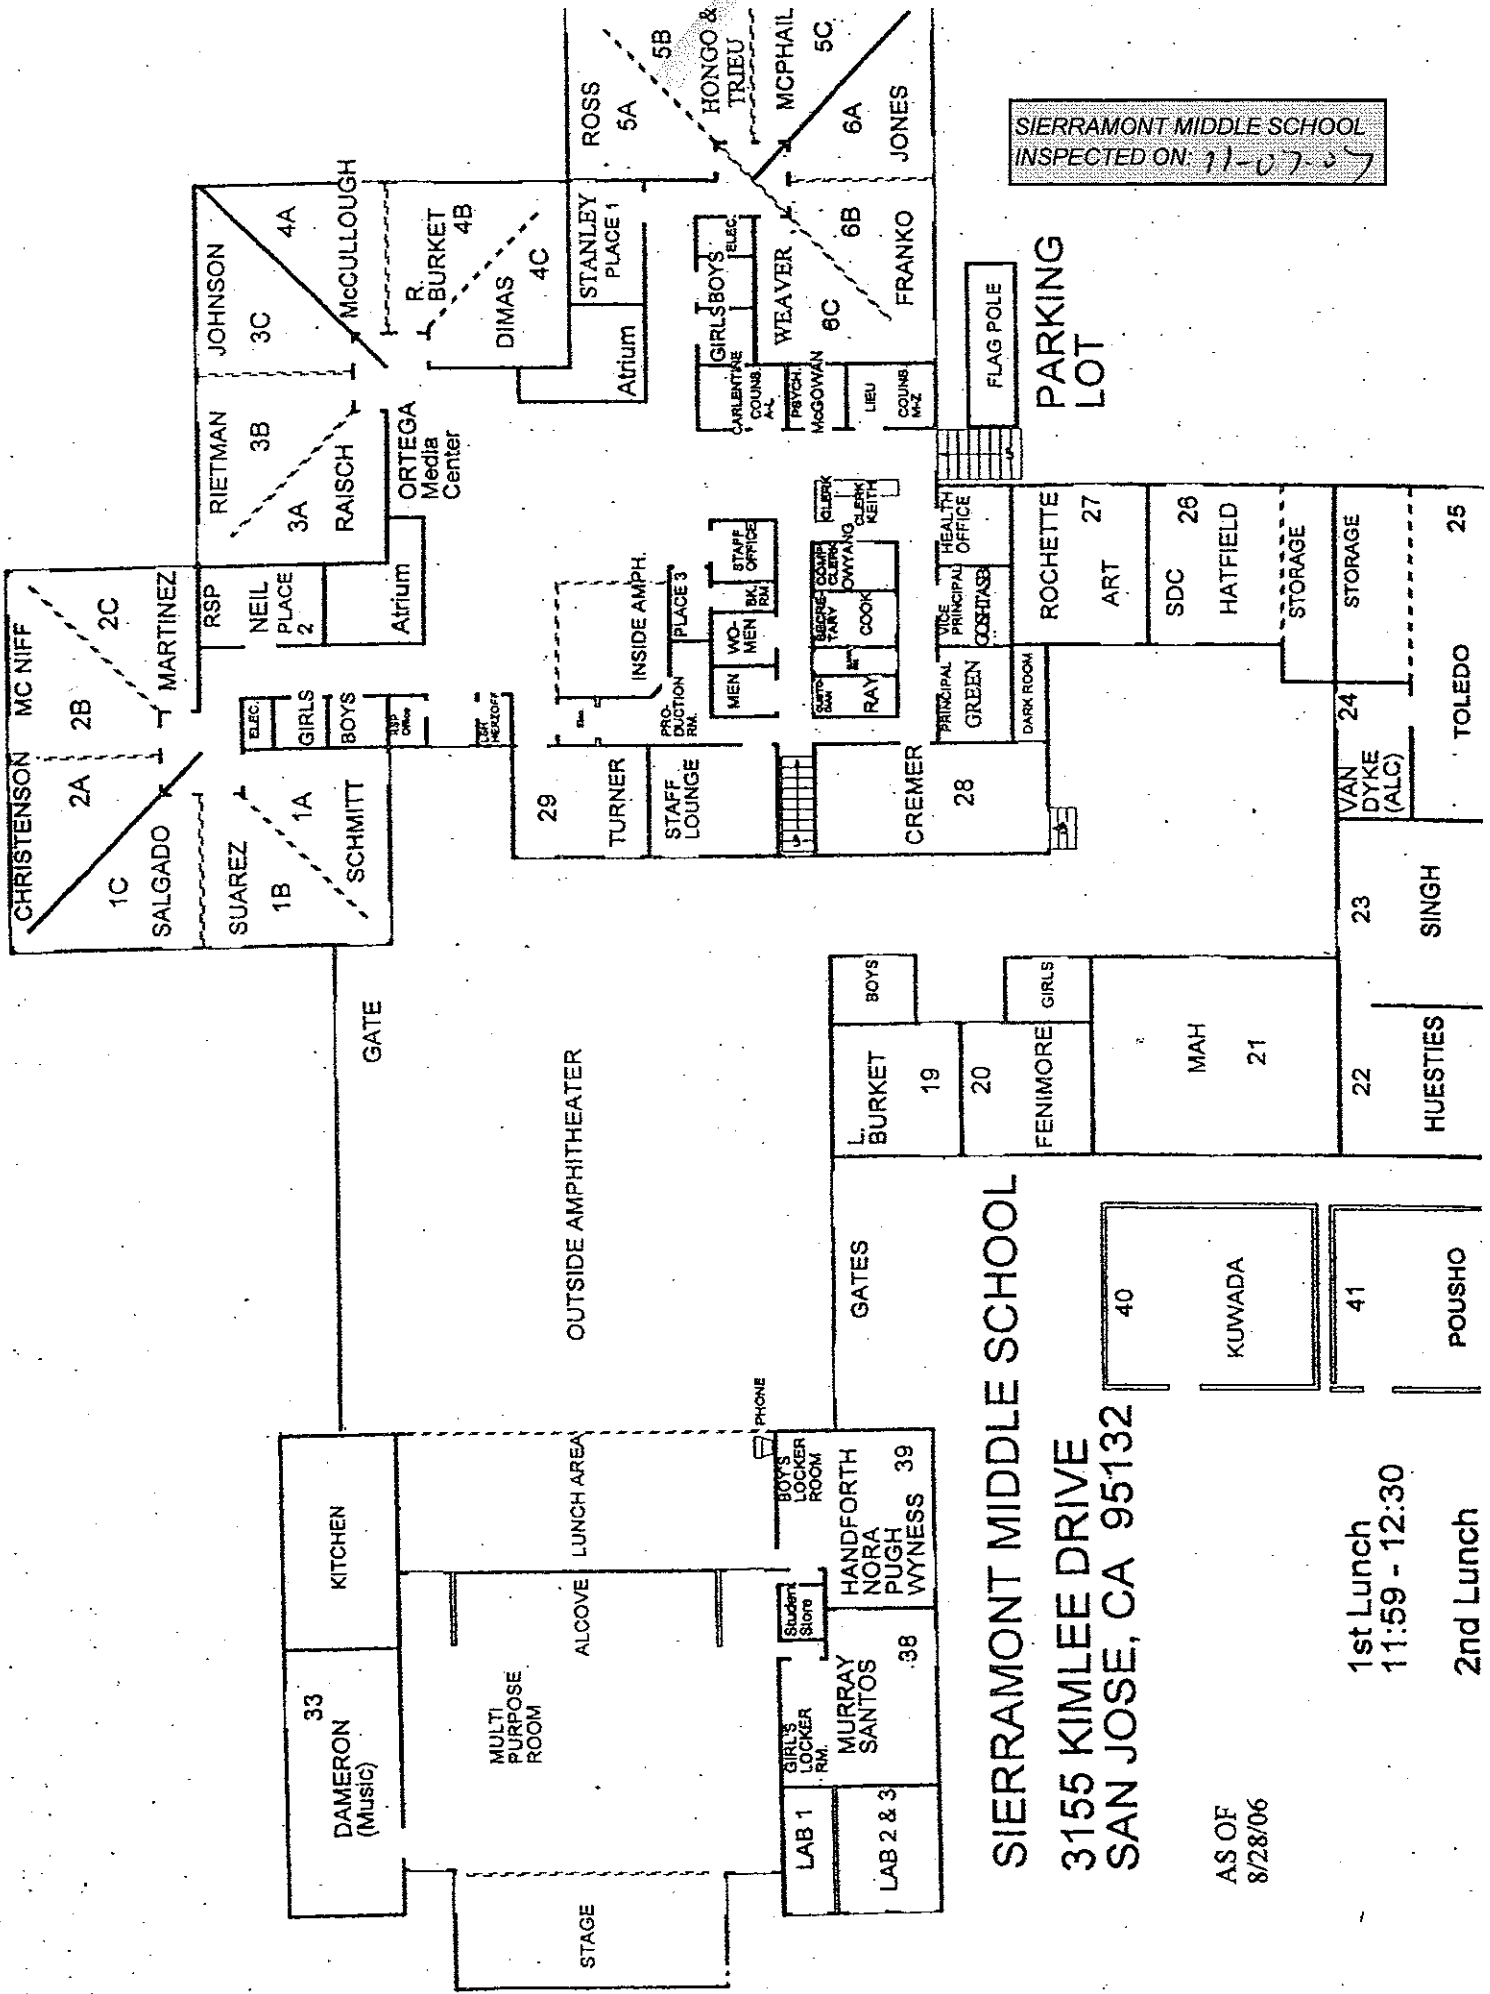 CHRISTENSON
MC NIFF
2A
2B
2C
MARTINEZ
1C
SALGADO
SUAREZ
1B
1A
SCHMITT
ELEC.
GIRLS
BOYS
RSP
Office
RSP
NEIL
PLACE
2
Atrium
RIETMAN
3B
3A
RAISCH
JOHNSON
3C
4A
McCULLOUGH
R.
BURKET
4B
DIMAS
4C
ORTEGA
Media
Center
STANLEY
PLACE 1
Atrium
ROSS
5A
5B
HONGO &
TRIEU
MCPHAIL
5C
6A
JONES
6B
FRANKO
WEAVER
6C
GIRLS
BOYS
ELEC.
CARLENTINE
COUNS.
A-L
PSYCH.
McGOWAN
LIEU
COUNS.
M-Z
GATE
29
TURNER
STAFF
LOUNGE
Elec.
INSIDE AMPH.
PLACE 3
PRO-
DUCTION
RM.
MEN
WO-
MEN
BK.
RM
STAFF
OFFICE
RAY
SECRE-
TARY
COOK
COMP.
CLERK
OWYANG
CLERK
CLERK
KEITH
PRINCIPAL
GREEN
VICE
PRINCIPAL
HEALTH
OFFICE
DARK ROOM
CREMER
28
FLAG POLE
PARKING
LOT
SIERRAMONT MIDDLE SCHOOL
INSPECTED ON: 11-07-07
ROCHETTE
27
ART
SDC
26
HATFIELD
STORAGE
STORAGE
25
TOLEDO
24
VAN
DYKE
(ALC)
23
SINGH
22
HUESTIES
MAH
21
BOYS
GIRLS
L.
BURKET
19
20
FENIMORE
OUTSIDE AMPHITHEATER
GATES
40
KUWADA
41
POUSHO
33
DAMERON
(Music)
KITCHEN
MULTI
PURPOSE
ROOM
ALCOVE
LUNCH AREA
PHONE
STAGE
BOY'S
LOCKER
ROOM
Student
Store
GIRL'S
LOCKER
RM.
HANDFORTH
NORA
PUGH
WYNESS
39
MURRAY
SANTOS
38
LAB 1
LAB 2 & 3
SIERRAMONT MIDDLE SCHOOL
3155 KIMLEE DRIVE
SAN JOSE, CA 95132
AS OF
8/28/06
1st Lunch
11:59 - 12:30
2nd Lunch